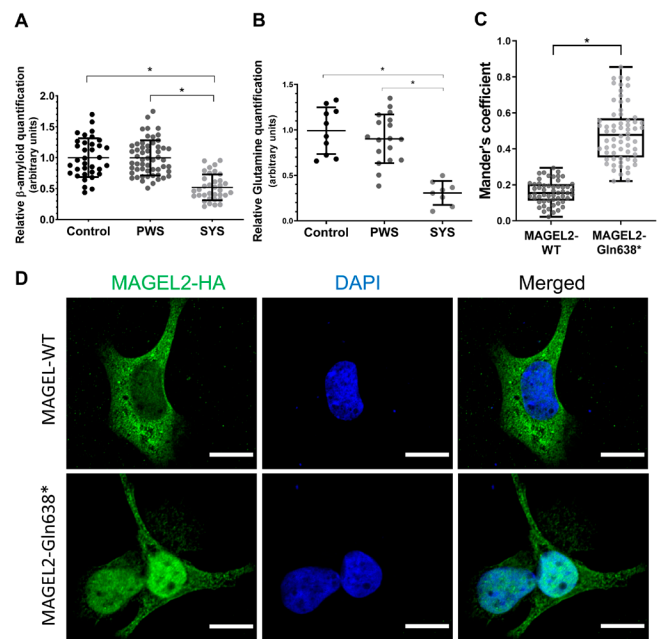 A
Relative β-amyloid quantification
(arbitrary units)
2.0
1.5
1.0
0.5
0.0
*
*
Control
PWS
SYS
B
Relative Glutamine quantification
(arbitrary units)
1.5
1.0
0.5
0.0
*
*
Control
PWS
SYS
C
Mander's coefficient
1.0
0.8
0.6
0.4
0.2
0.0
*
MAGEL2-
WT
MAGEL2-
Gln638*
D
MAGEL2-HA
DAPI
Merged
MAGEL-WT
MAGEL2-Gln638*